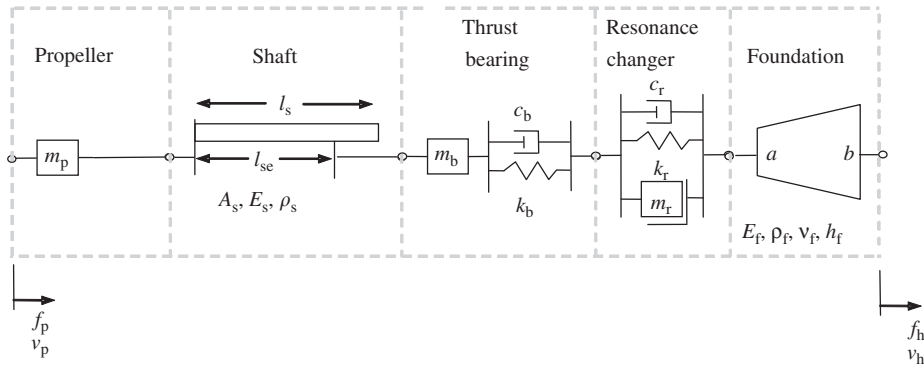 Propeller
Shaft
Thrust bearing
Resonance changer
Foundation
m_p
l_s
l_se
A_s, E_s, ρ_s
m_b
c_b
k_b
c_r
k_r
m_r
a
b
E_f, ρ_f, ν_f, h_f
f_p
v_p
f_h
v_h